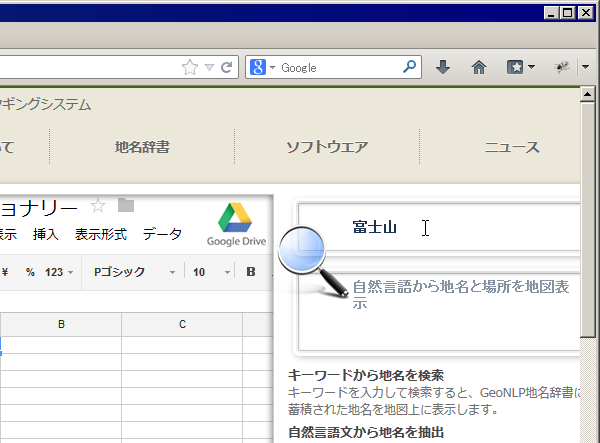 Google
ギングシステム
いて 地名辞書 ソフトウエア ニュース
ョナリー
表示 挿入 表示形式 データ
Google Drive
富士山
¥ % 123 Pゴシック 10 B
自然言語から地名と場所を地図表
示
B C
キーワードから地名を検索
キーワードを入力して検索すると、GeoNLP地名辞書に
蓄積された地名を地図上に表示します。
自然言語文から地名を抽出